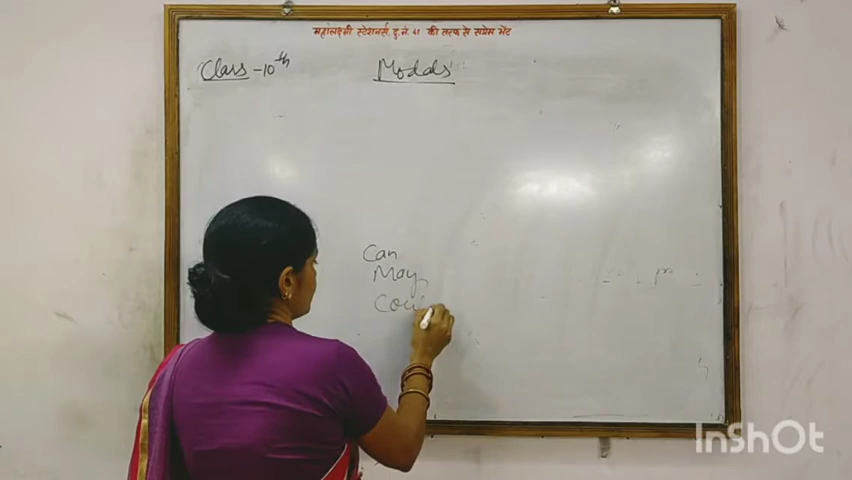 महांलक्ष्मी स्टेशनर्स, दु. नं. 41 की तरफ से सप्रेम भेंट
Class - 10th
Modals
Can
May
InShOt